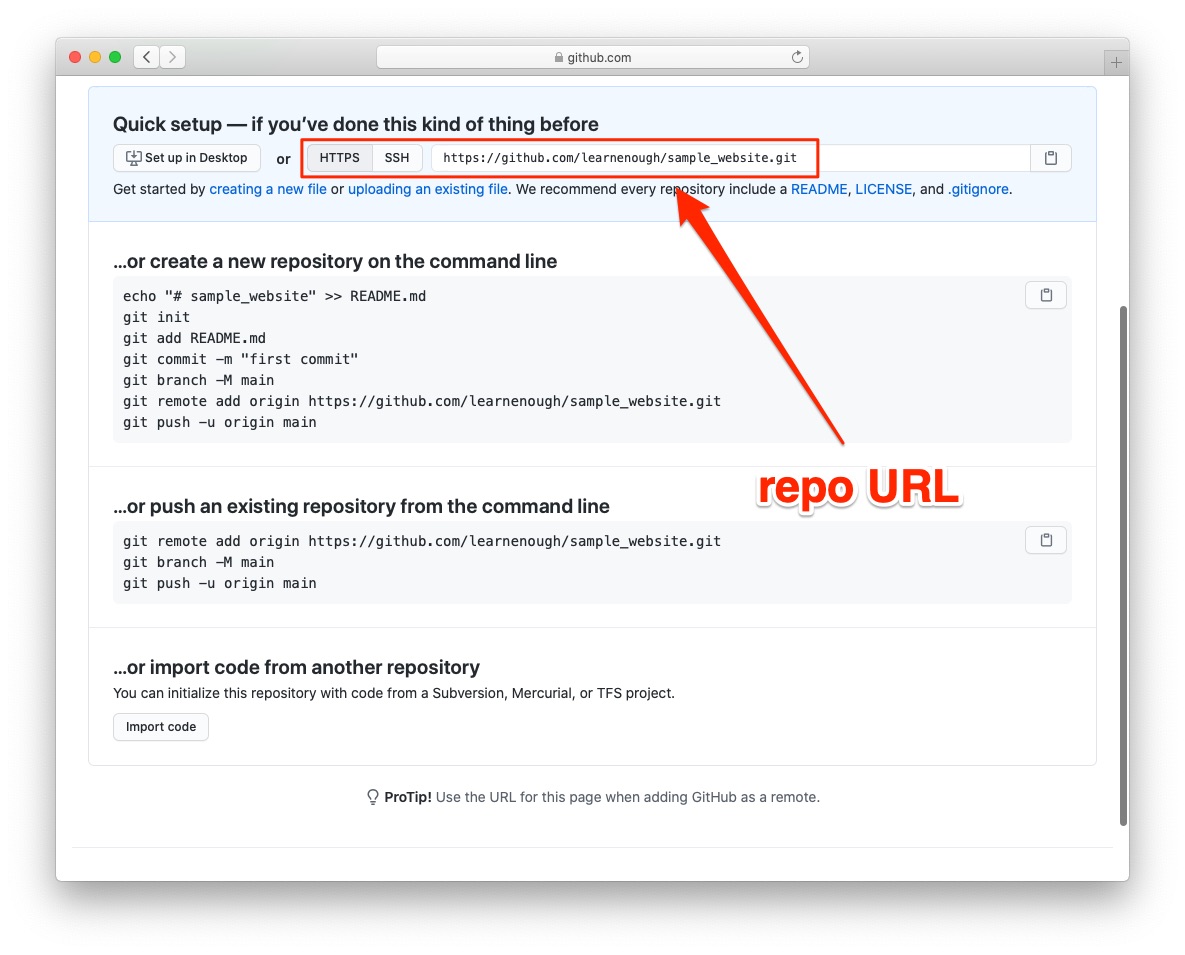 github.com
Quick setup — if you’ve done this kind of thing before
Set up in Desktop or HTTPS SSH https://github.com/learnenough/sample_website.git
Get started by creating a new file or uploading an existing file. We recommend every repository include a README, LICENSE, and .gitignore.
…or create a new repository on the command line
echo "# sample_website" >> README.md
git init
git add README.md
git commit -m "first commit"
git branch -M main
git remote add origin https://github.com/learnenough/sample_website.git
git push -u origin main
repo URL
…or push an existing repository from the command line
git remote add origin https://github.com/learnenough/sample_website.git
git branch -M main
git push -u origin main
…or import code from another repository
You can initialize this repository with code from a Subversion, Mercurial, or TFS project.
Import code
ProTip! Use the URL for this page when adding GitHub as a remote.